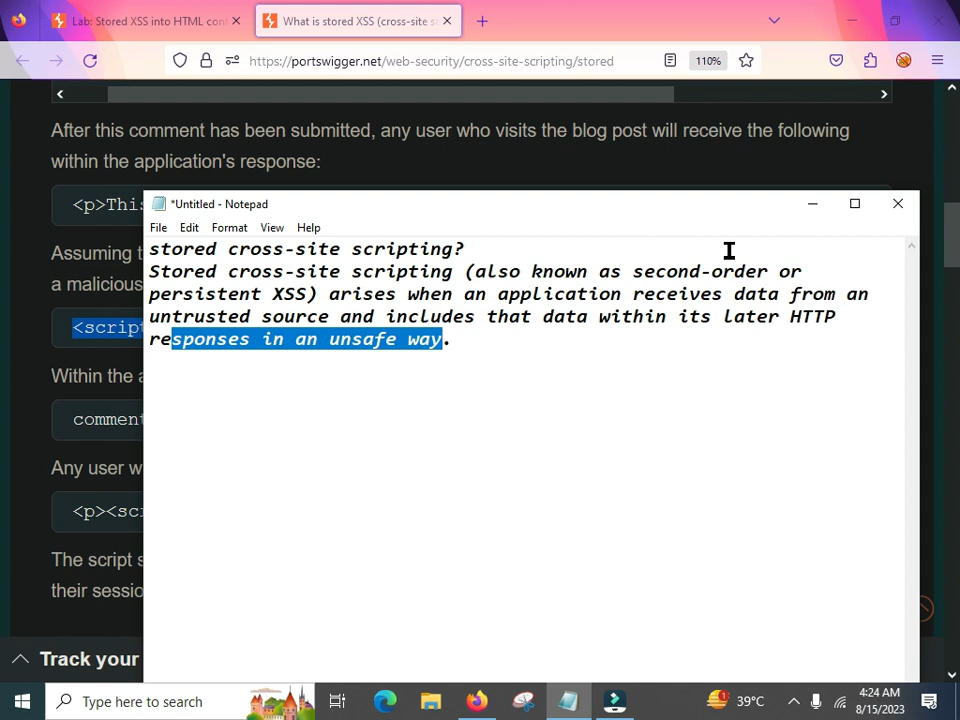 Lab: Stored XSS into HTML con
What is stored XSS (cross-site s
https://portswigger.net/web-security/cross-site-scripting/stored
110%
After this comment has been submitted, any user who visits the blog post will receive the following
within the application's response:
<p>This
Assuming t
a malicious
<script
Within the a
comment
Any user w
<p><scr
The script s
their sessio
Track your
*Untitled - Notepad
File Edit Format View Help
stored cross-site scripting?
Stored cross-site scripting (also known as second-order or
persistent XSS) arises when an application receives data from an
untrusted source and includes that data within its later HTTP
responses in an unsafe way.
Type here to search
1
39°C
4:24 AM
8/15/2023